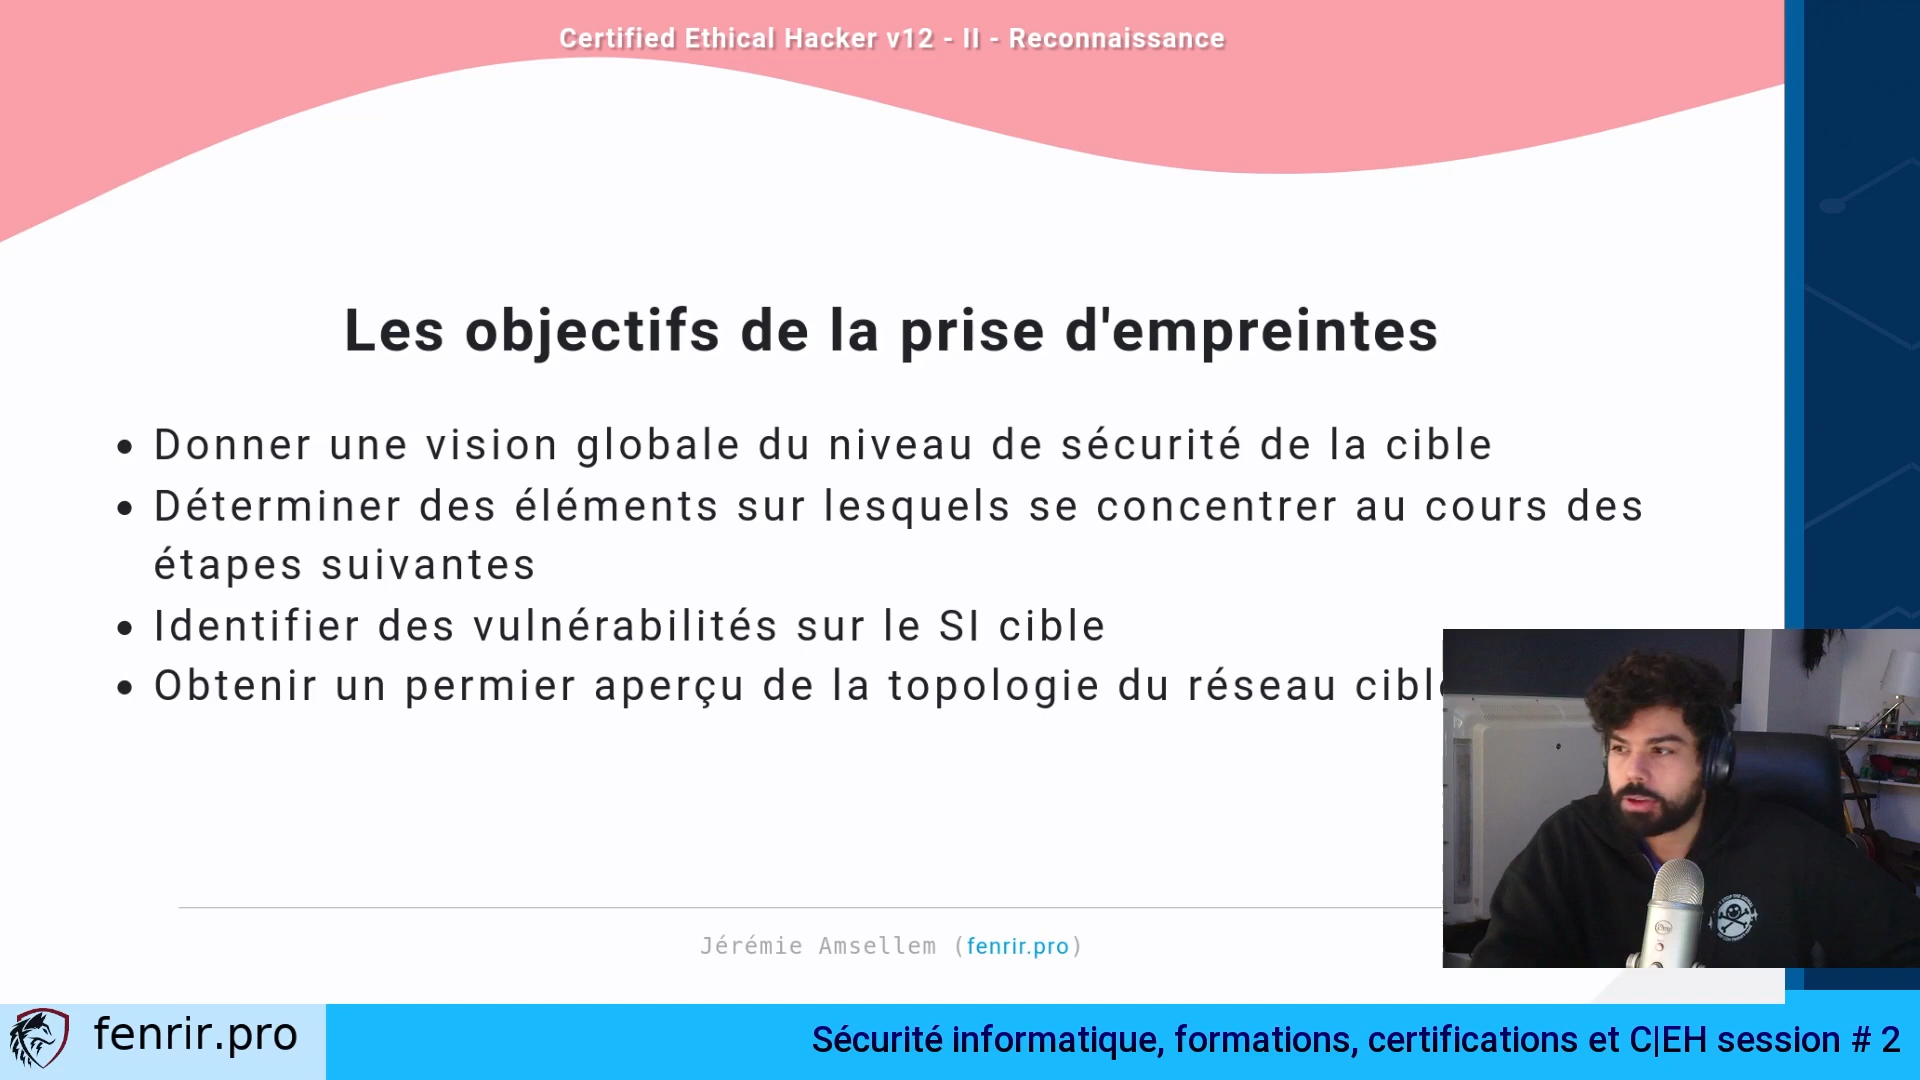 Certified Ethical Hacker v12 - II - Reconnaissance
Les objectifs de la prise d'empreintes
Donner une vision globale du niveau de sécurité de la cible
Déterminer des éléments sur lesquels se concentrer au cours des
étapes suivantes
Identifier des vulnérabilités sur le SI cible
Obtenir un permier aperçu de la topologie du réseau cible
Jérémie Amsellem (fenrir.pro)
fenrir.pro
Sécurité informatique, formations, certifications et C|EH session # 2